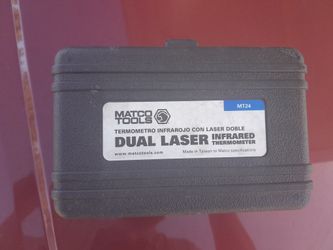 MATCO
TOOLS
MT24
TERMOMETRO INFRARROJO CON LASER DOBLE
DUAL LASER INFRARED THERMOMETER
www.matcotools.com Made in Taiwan to Matco specifications